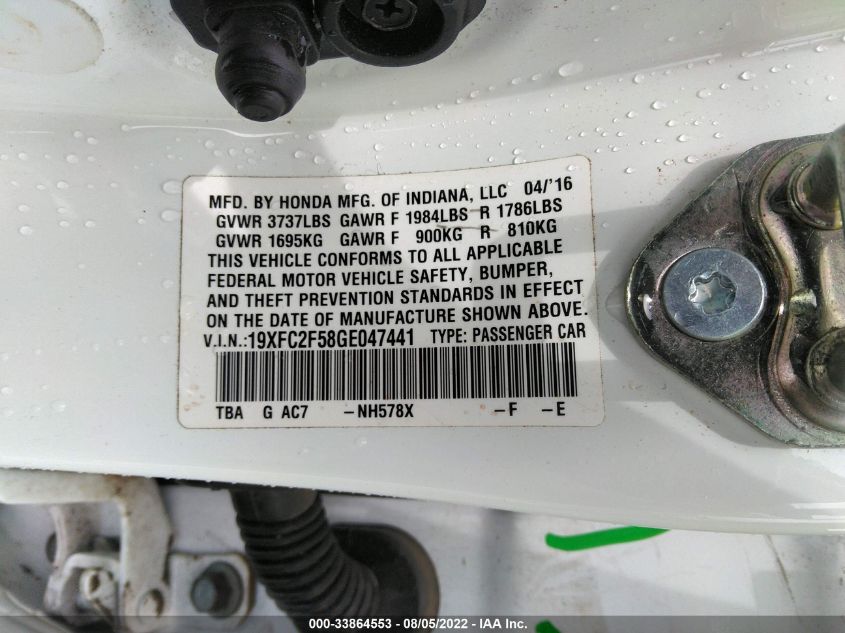 MFD. BY HONDA MFG. OF INDIANA, LLC 04/'16
GVWR 3737LBS GAWR F 1984LBS R 1786LBS
GVWR 1695KG GAWR F 900KG R 810KG
THIS VEHICLE CONFORMS TO ALL APPLICABLE
FEDERAL MOTOR VEHICLE SAFETY, BUMPER,
AND THEFT PREVENTION STANDARDS IN EFFECT
ON THE DATE OF MANUFACTURE SHOWN ABOVE.
V.I.N.:19XFC2F58GE047441 TYPE: PASSENGER CAR
TBA G AC7 -NH578X -F -E
000-33864553 - 08/05/2022 - IAA Inc.